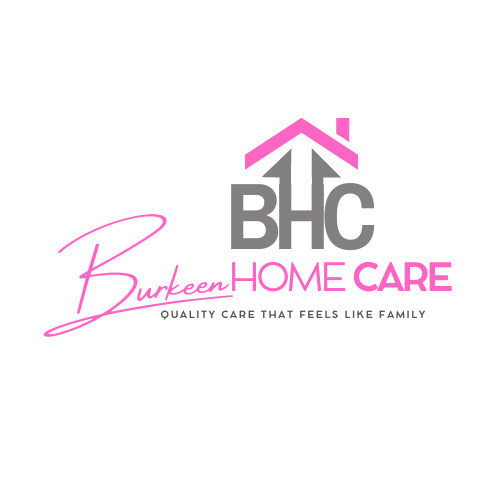 BHC
Burkeen HOME CARE
QUALITY CARE THAT FEELS LIKE FAMILY